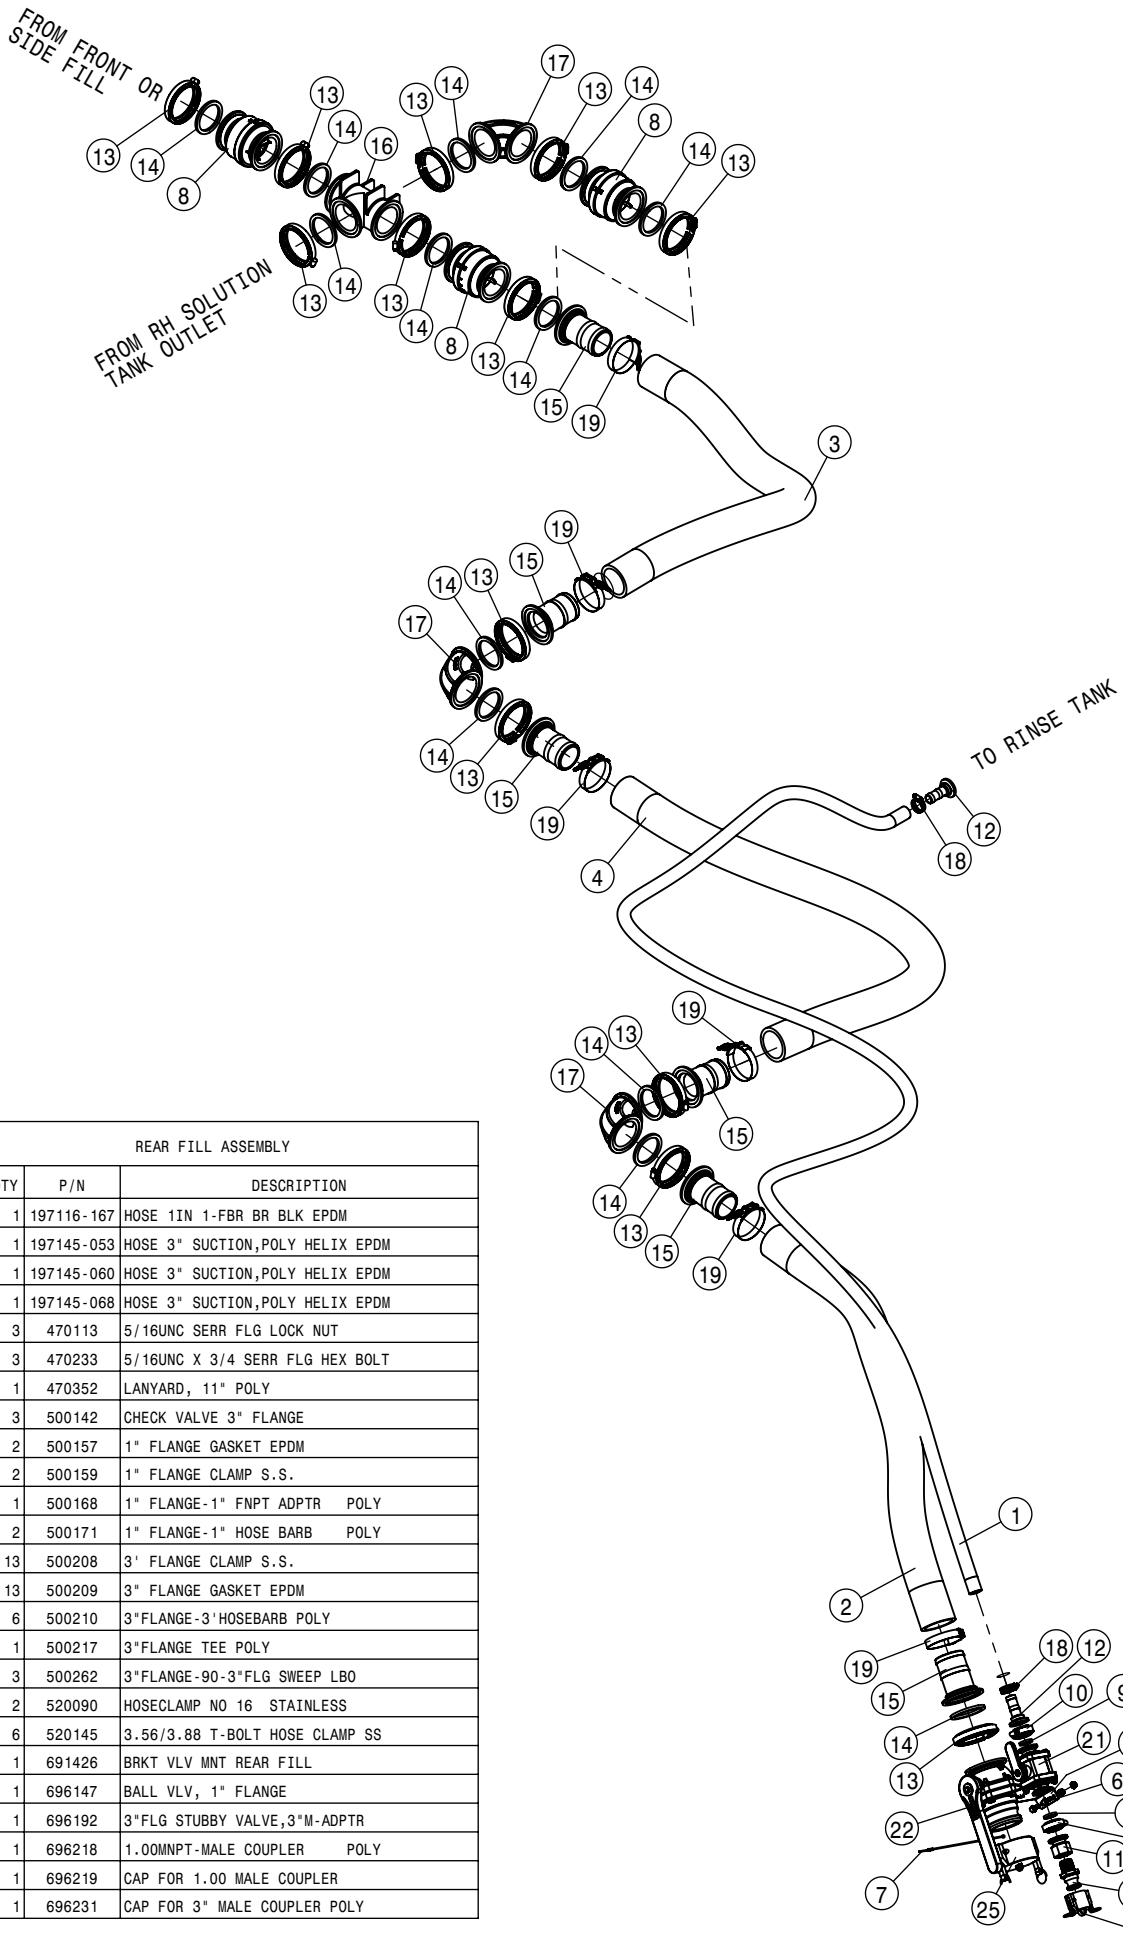 FROM FRONT OR
SIDE FILL
17
14
13
14
13
13
8
14
14
16
13
13
14
8
14
13
13
14
13
FROM RH SOLUTION
TANK OUTLET
14
8
13
14
15
19
3
19
15
13
14
17
14
13
15
19
TO RINSE TANK
12
18
4
19
13
14
17
15
14
13
15
19
1
2
19
15
14
13
18
12
10
9
21
6
22
11
7
25
REAR FILL ASSEMBLY
QTY P/N DESCRIPTION
1 197116-167 HOSE 1IN 1-FBR BR BLK EPDM
1 197145-053 HOSE 3" SUCTION,POLY HELIX EPDM
1 197145-060 HOSE 3" SUCTION,POLY HELIX EPDM
1 197145-068 HOSE 3" SUCTION,POLY HELIX EPDM
3 470113 5/16UNC SERR FLG LOCK NUT
3 470233 5/16UNC X 3/4 SERR FLG HEX BOLT
1 470352 LANYARD, 11" POLY
3 500142 CHECK VALVE 3" FLANGE
2 500157 1" FLANGE GASKET EPDM
2 500159 1" FLANGE CLAMP S.S.
1 500168 1" FLANGE-1" FNPT ADPTR POLY
2 500171 1" FLANGE-1" HOSE BARB POLY
13 500208 3' FLANGE CLAMP S.S.
13 500209 3" FLANGE GASKET EPDM
6 500210 3"FLANGE-3'HOSEBARB POLY
1 500217 3"FLANGE TEE POLY
3 500262 3"FLANGE-90-3"FLG SWEEP LBO
2 520090 HOSECLAMP NO 16 STAINLESS
6 520145 3.56/3.88 T-BOLT HOSE CLAMP SS
1 691426 BRKT VLV MNT REAR FILL
1 696147 BALL VLV, 1" FLANGE
1 696192 3"FLG STUBBY VALVE,3"M-ADPTR
1 696218 1.00MNPT-MALE COUPLER POLY
1 696219 CAP FOR 1.00 MALE COUPLER
1 696231 CAP FOR 3" MALE COUPLER POLY